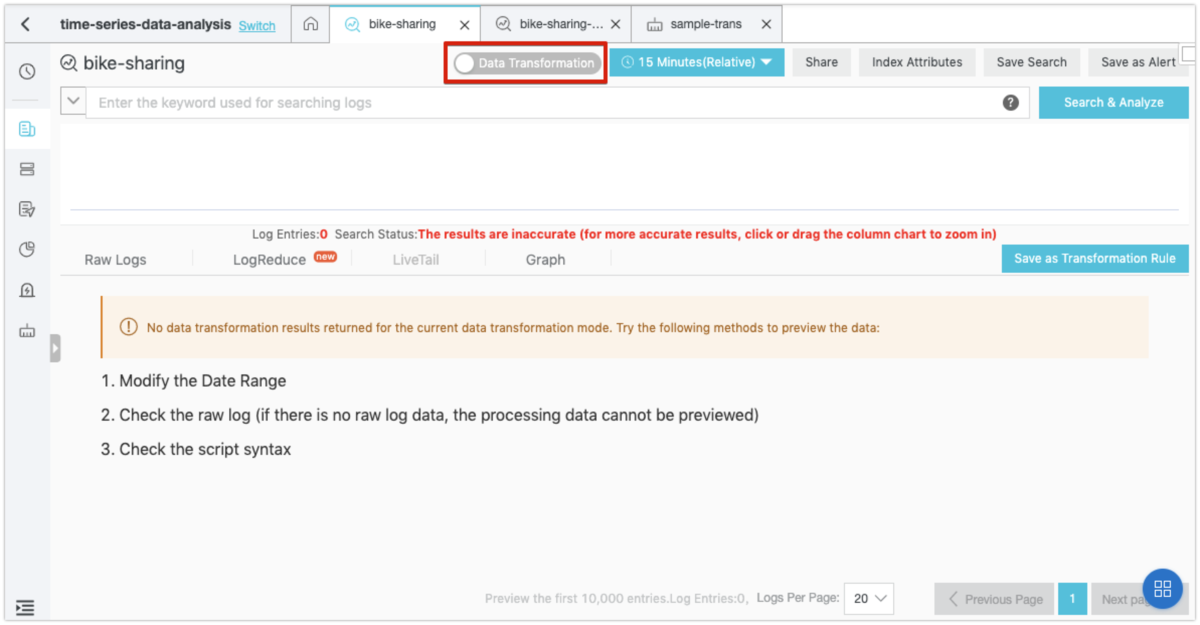 time-series-data-analysis Switch bike-sharing bike-sharing-... sample-trans
bike-sharing Data Transformation 15 Minutes(Relative) Share Index Attributes Save Search Save as Alert
Enter the keyword used for searching logs ? Search & Analyze
Log Entries:0 Search Status:The results are inaccurate (for more accurate results, click or drag the column chart to zoom in)
Raw Logs LogReduce new LiveTail Graph Save as Transformation Rule
No data transformation results returned for the current data transformation mode. Try the following methods to preview the data:
1. Modify the Date Range
2. Check the raw log (if there is no raw log data, the processing data cannot be previewed)
3. Check the script syntax
Preview the first 10,000 entries.Log Entries:0, Logs Per Page: 20 Previous Page 1 Next